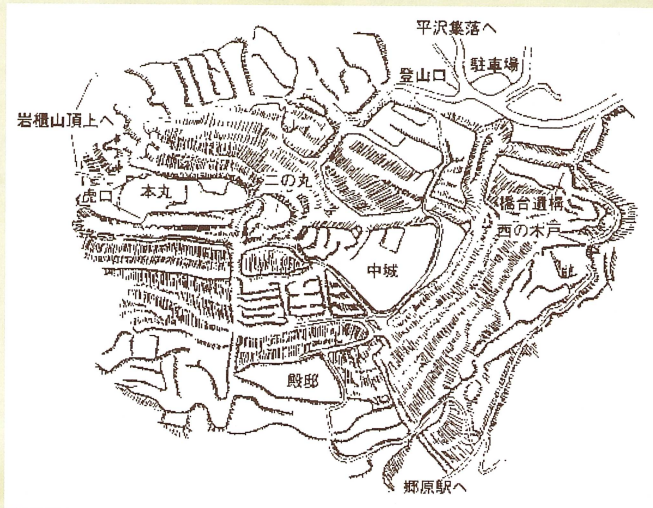 平沢集落へ
駐車場
登山口
岩櫃山頂上へ
虎口
本丸
二の丸
櫓台遺構
西の木戸
中城
殿邸
郷原駅へ